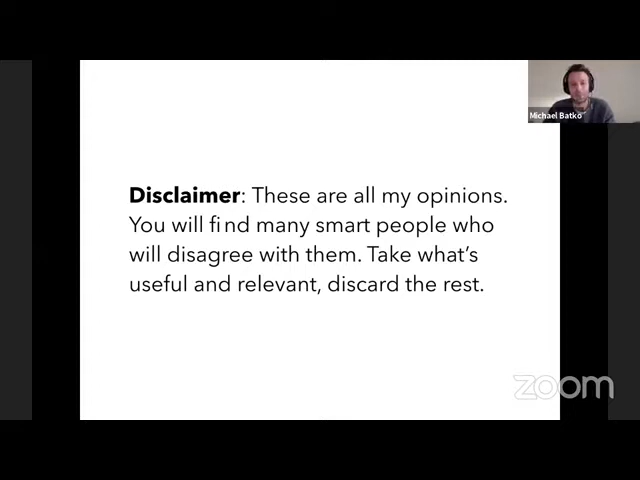 Michael Batko
Disclaimer: These are all my opinions.
You will find many smart people who
will disagree with them. Take what's
useful and relevant, discard the rest.
zoom